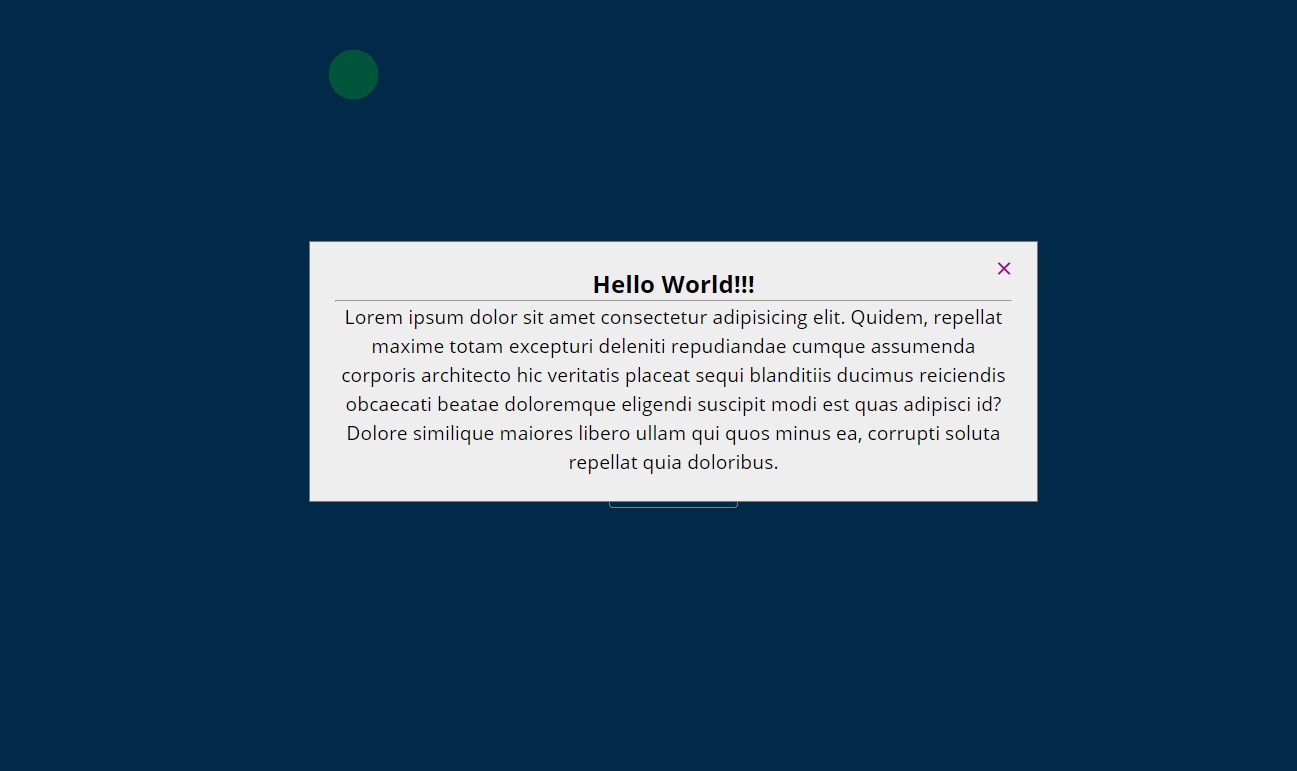 Hello World!!!
Lorem ipsum dolor sit amet consectetur adipisicing elit. Quidem, repellat
maxime totam excepturi deleniti repudiandae cumque assumenda
corporis architecto hic veritatis placeat sequi blanditiis ducimus reiciendis
obcaecati beatae doloremque eligendi suscipit modi est quas adipisci id?
Dolore similique maiores libero ullam qui quos minus ea, corrupti soluta
repellat quia doloribus.